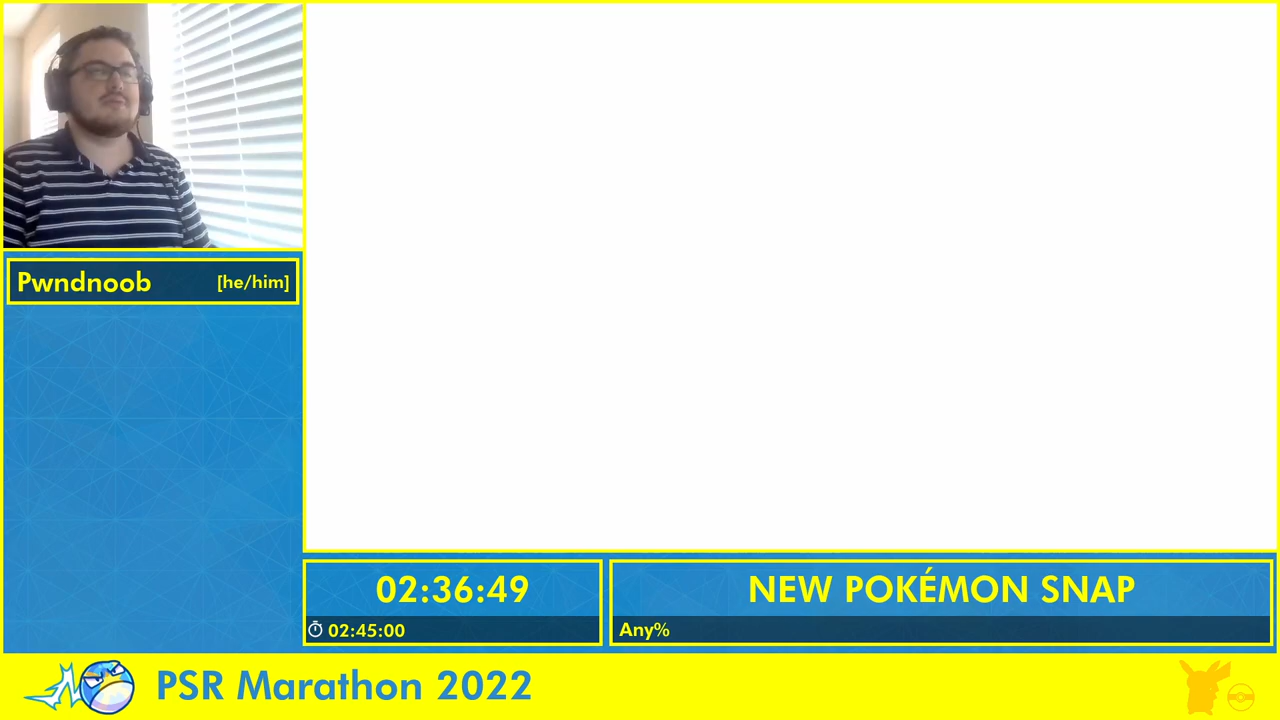 Pwndnoob [he/him]
02:36:49
02:45:00
NEW POKÉMON SNAP
Any%
PSR Marathon 2022